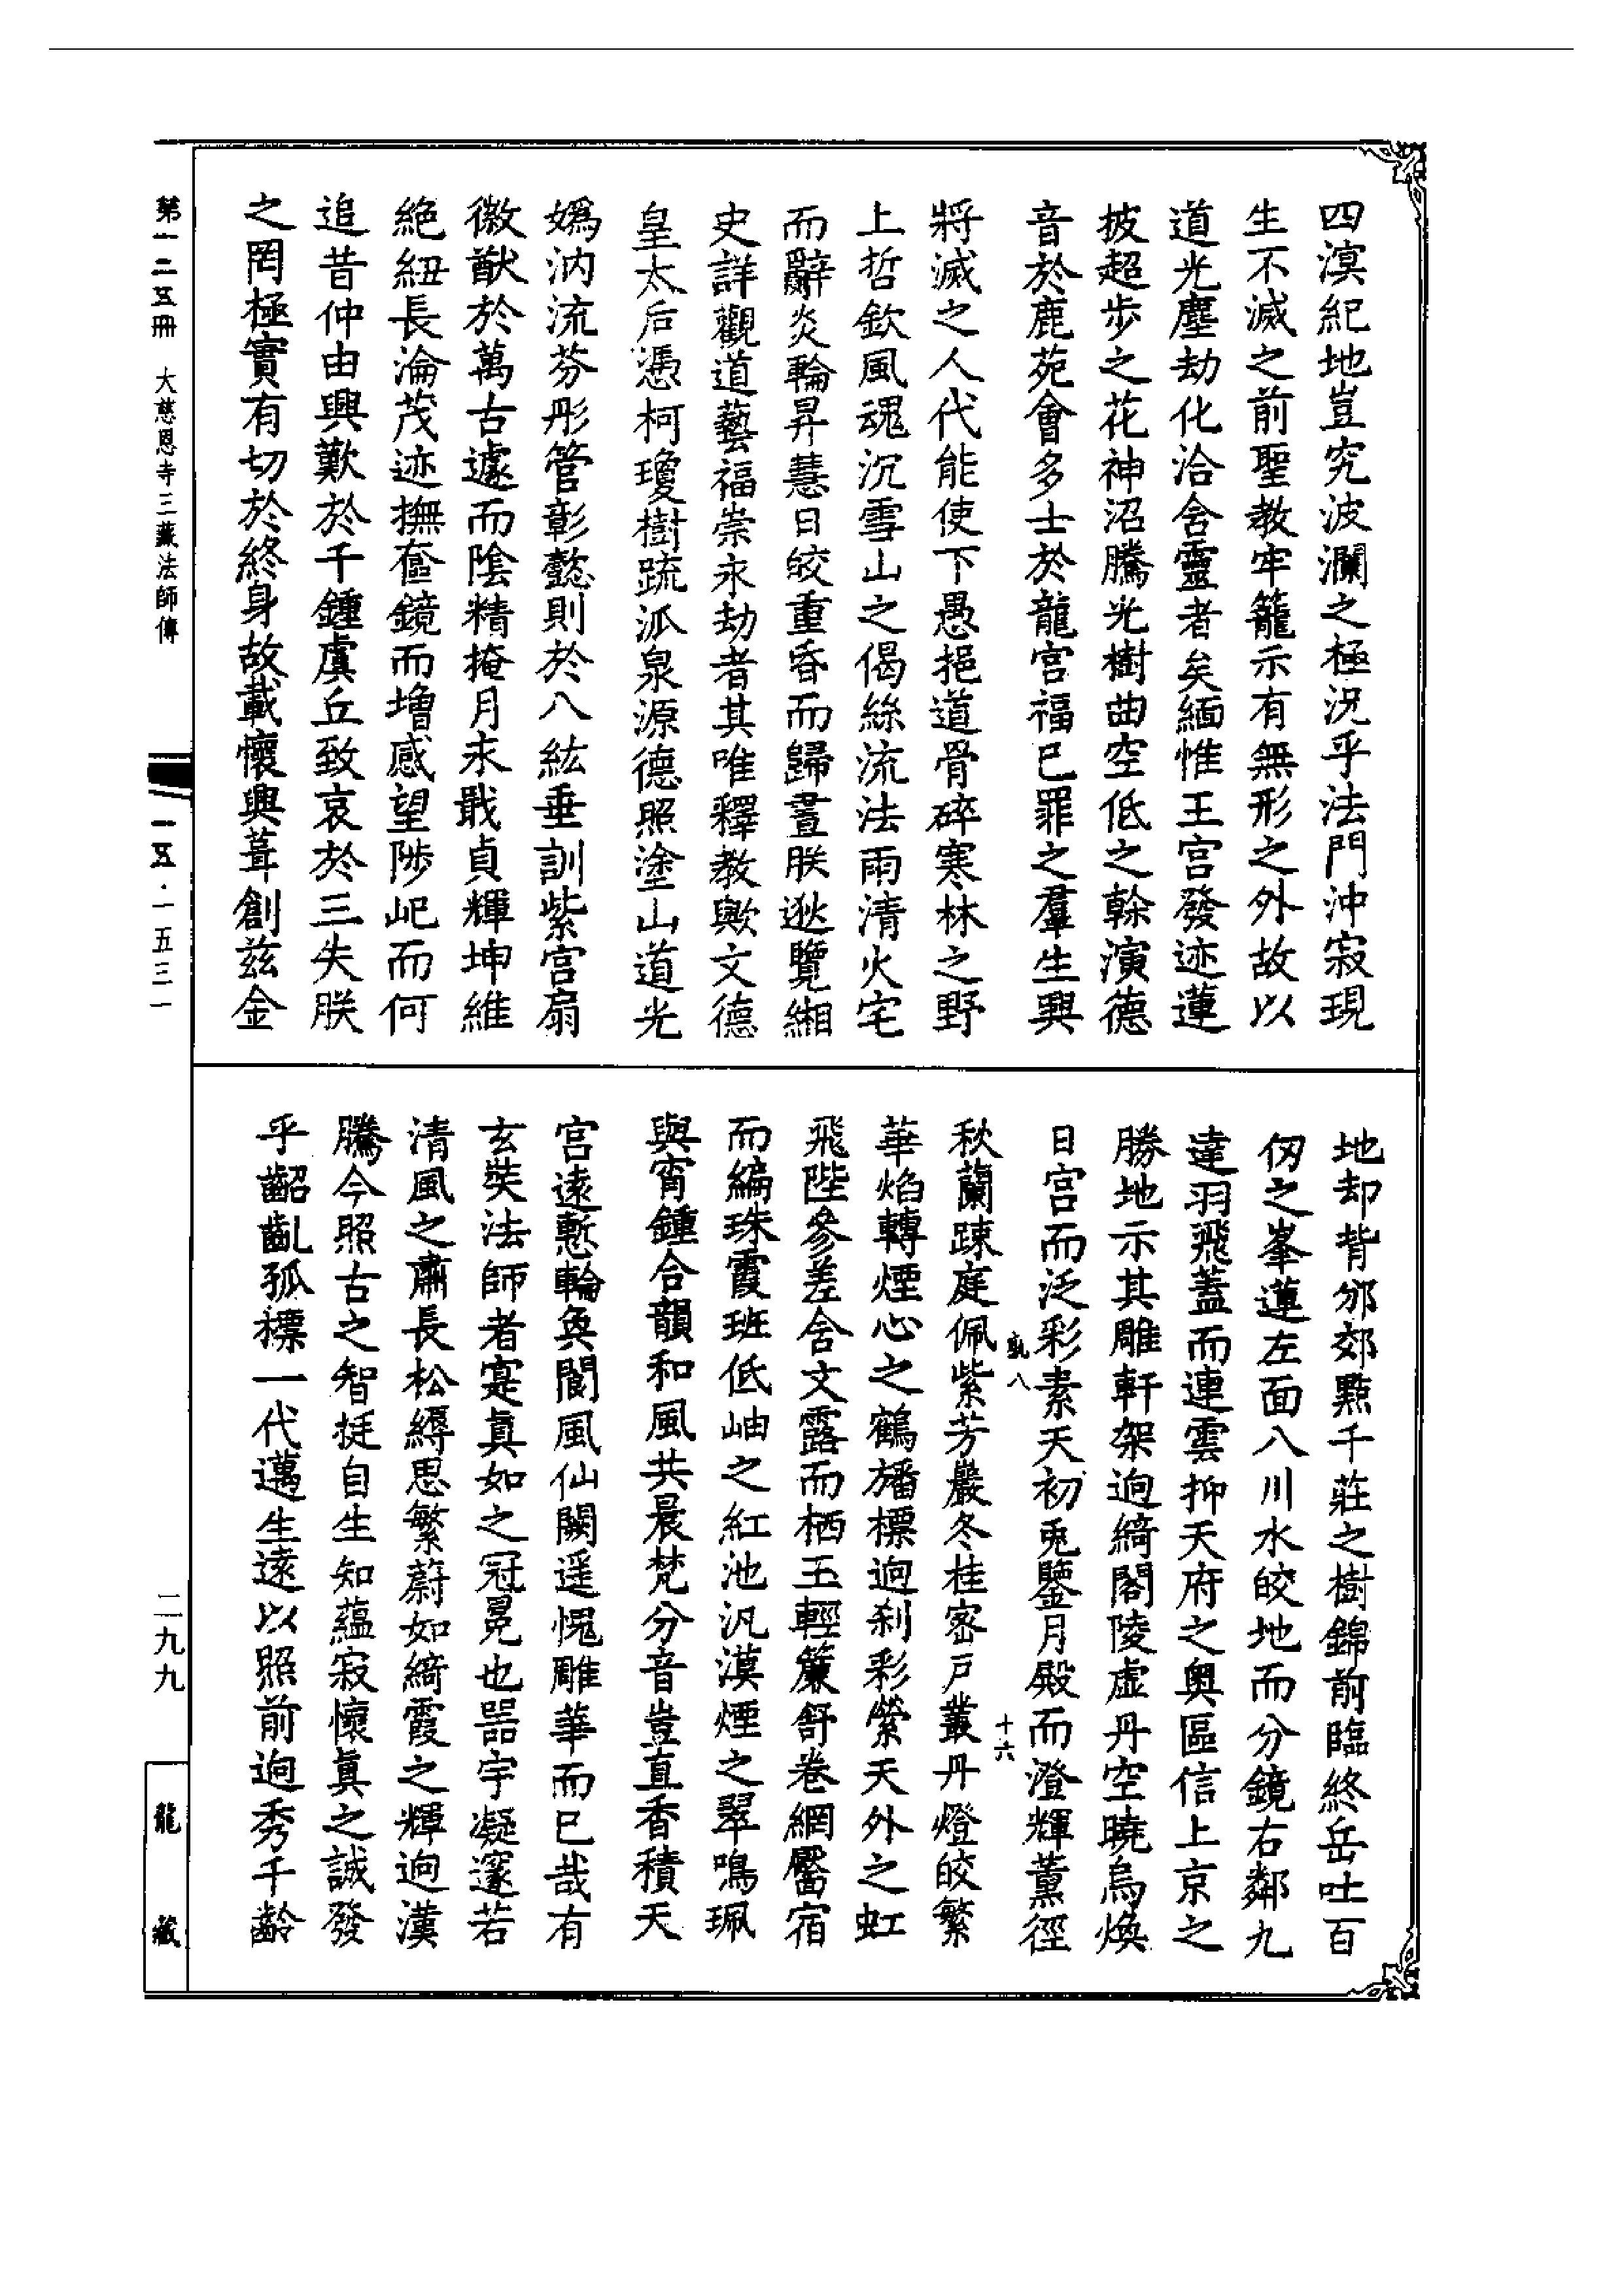 四溟紀地豈究波瀾之極況乎法門沖寂現
生不滅之前聖教牢籠示有無形之外故以
道光塵劫化洽含靈者矣緬惟王宮發迹蓮
披超步之花神沼騰光樹曲空低之榦演德
音於鹿苑會多士於龍宮福已罪之羣生興
將滅之人代能使下愚挹道骨碎寒林之野
上哲欽風魂沉雪山之偈絲流法雨清火宅
而辭炎輪昇慧日皎重昏而歸晝朕逖覽緗
史詳觀道藝福崇永劫者其唯釋教歟文德
皇太后憑柯瓊樹疏派泉源德照塗山道光
媯汭流芬彤管彰懿則於八紘垂訓紫宮扇
徽猷於萬古遽而陰精掩月永戢貞輝坤維
絕紐長淪茂迹撫奩鏡而增感望陟屺而何
追昔仲由興歎於千鍾虞丘致哀於三失朕
之罔極實有切於終身故載懷興葺創茲金
地却背邠郊點千莊之樹錦前臨終岳吐百
仞之峯蓮左面八川水皎地而分鏡右鄰九
達羽飛蓋而連雲抑天府之奧區信上京之
勝地示其雕軒架迥綺閣陵虛丹空曉烏煥
日宮而泛彩素天初兎鑒月殿而澄輝薰徑
秋蘭疎庭佩紫芳巖冬桂密戶叢丹燈皎繁
華焰轉煙心之鶴旛標迥刹彩縈天外之虹
飛陛參差含文露而栖玉輕簾舒卷網靨宿
而編珠霞班低岫之紅池汎漠煙之翠鳴珮
與宵鍾合韻和風共晨梵分音豈直香積天
宮遠慙輪奐閬風仙闕遥愧雕華而已哉有
玄奘法師者寔真如之冠冕也器宇凝邃若
清風之肅長松縟思繁蔚如綺霞之輝迥漢
騰今照古之智挺自生知蘊寂懷真之誠發
乎齠齓孤標一代邁生遠以照前迥秀千齡
八
十六
第一二五冊 大慈恩寺三藏法師傳
一五·一五三一
二九九
龍藏